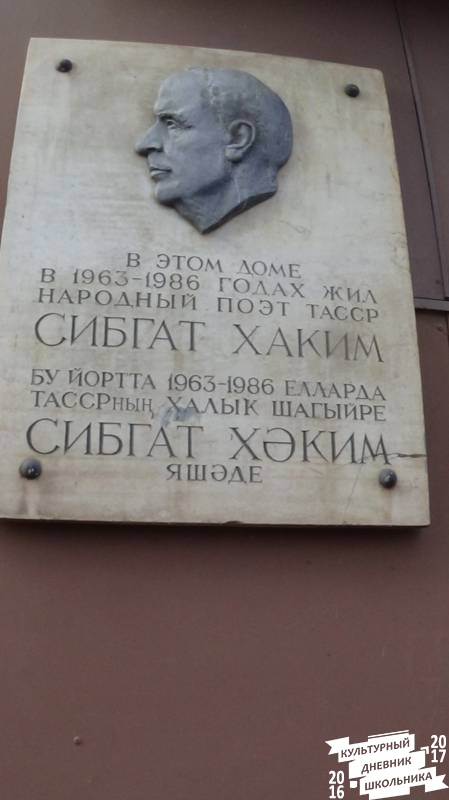 В ЭТОМ ДОМЕ
В 1963-1986 ГОДАХ ЖИЛ
НАРОДНЫЙ ПОЭТ ТАССР
СИБГАТ ХАКИМ
БУ ЙОРТТА 1963-1986 ЕЛЛАРДА
ТАССРның ХАЛЫК ШАГЫЙРЕ
СИБГАТ ХӘКИМ
ЯШӘДЕ
КУЛЬТУРНЫЙ 2017
ДНЕВНИК
2016 ШКОЛЬНИКА